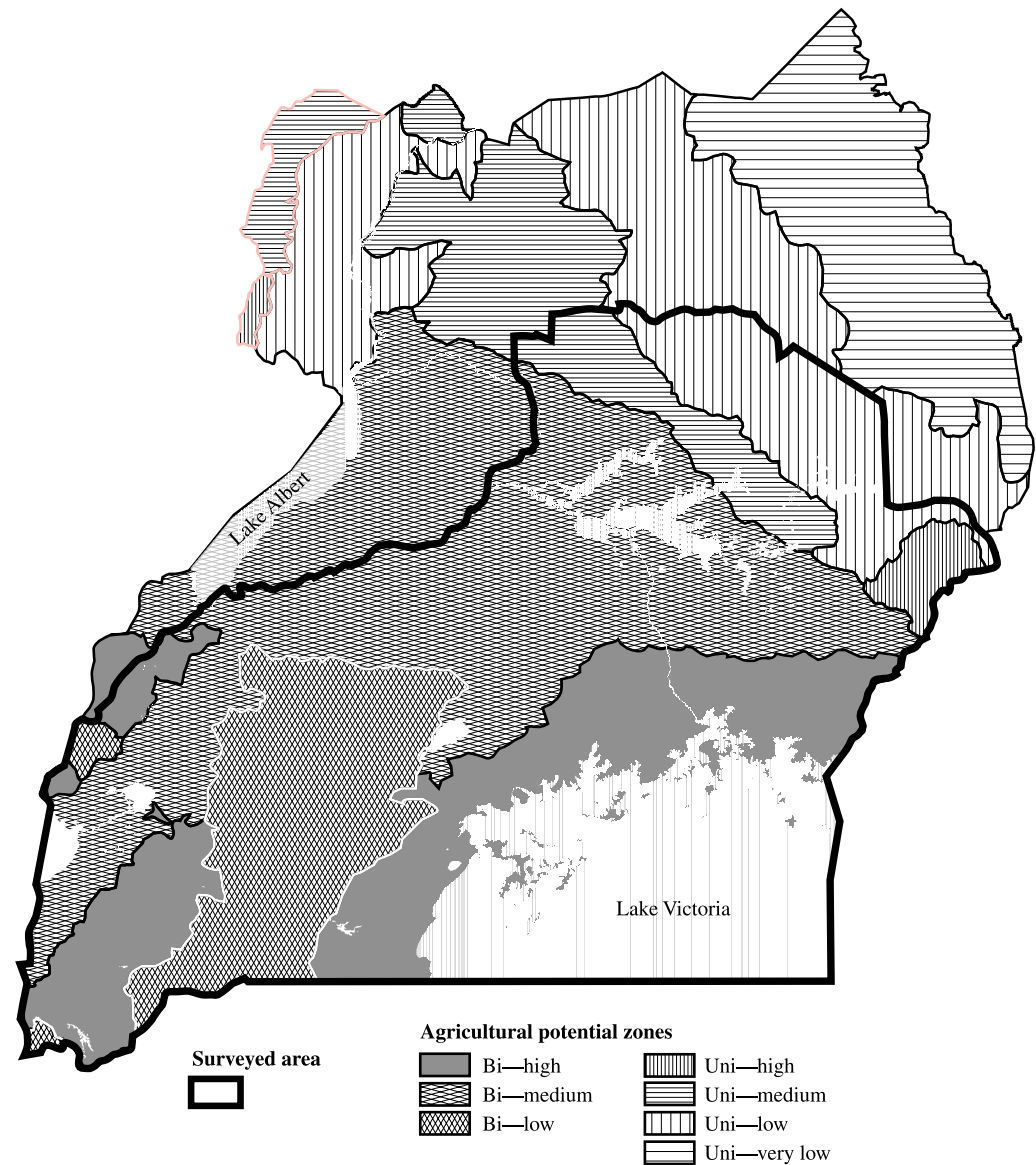 Lake Albert
Lake Victoria
Surveyed area
Agricultural potential zones
Bi—high
Bi—medium
Bi—low
Uni—high
Uni—medium
Uni—low
Uni—very low